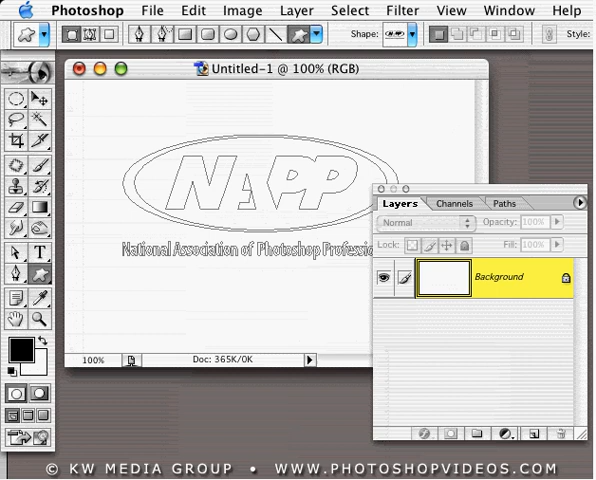 Photoshop File Edit Image Layer Select Filter View Window Help
Shape: Style:
Untitled-1 @ 100% (RGB)
NAPP
National Association of Photoshop Professio
100% Doc: 365K/0K
Layers Channels Paths
Normal Opacity: 100%
Lock: Fill: 100%
Background
T
© KW MEDIA GROUP • WWW.PHOTOSHOPVIDEOS.COM